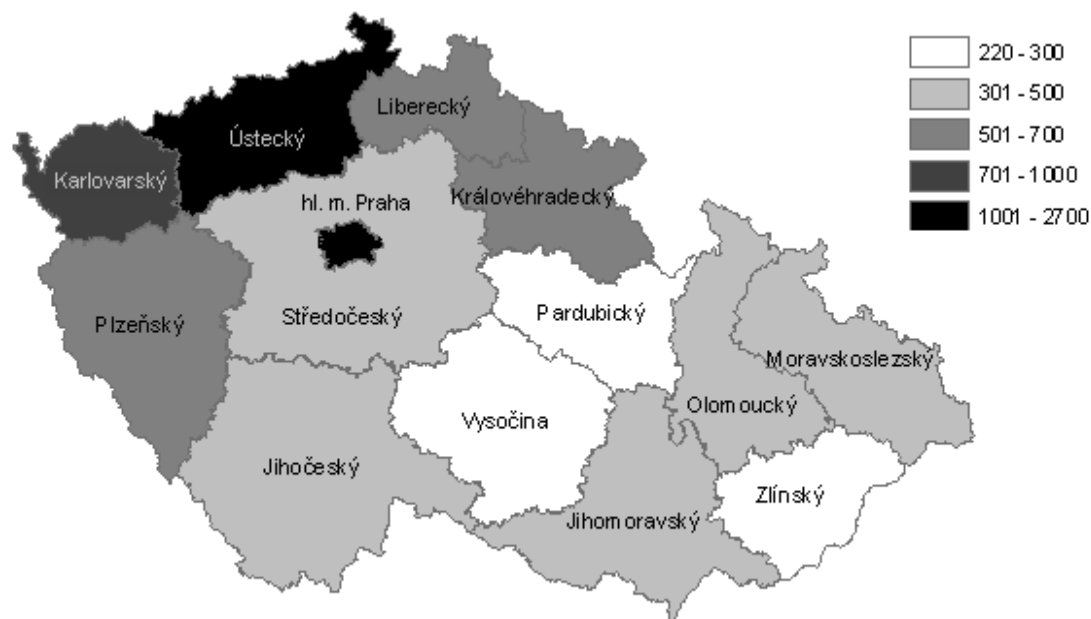 220 - 300
301 - 500
501 - 700
701 - 1000
1001 - 2700
Liberecký
Ústecký
Karlovarský
Královéhradecký
hl. m. Praha
Pardubický
Středočeský
Plzeňský
Moravskoslezský
Olomoucký
Vysočina
Jihočeský
Zlínský
Jihomoravský